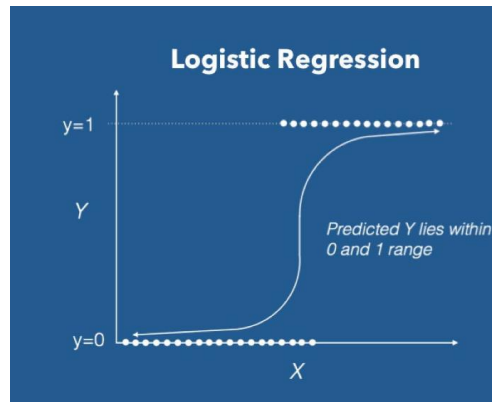 Logistic Regression
y=1
Y
Predicted Y lies within
0 and 1 range
y=0
X